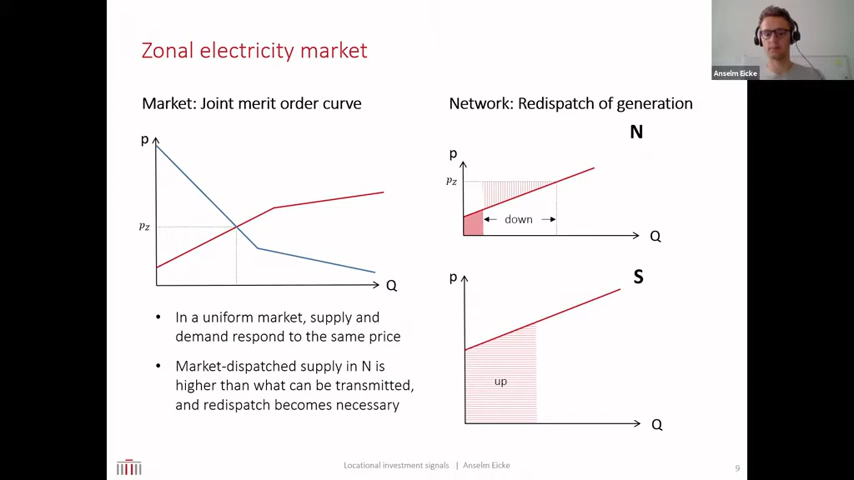 Zonal electricity market
Market: Joint merit order curve
p
pz
Q
• In a uniform market, supply and
demand respond to the same price
• Market-dispatched supply in N is
higher than what can be transmitted,
and redispatch becomes necessary
Network: Redispatch of generation
N
p
pz
down
Q
S
p
up
Q
Locational investment signals | Anselm Eicke
9
Anselm Eicke